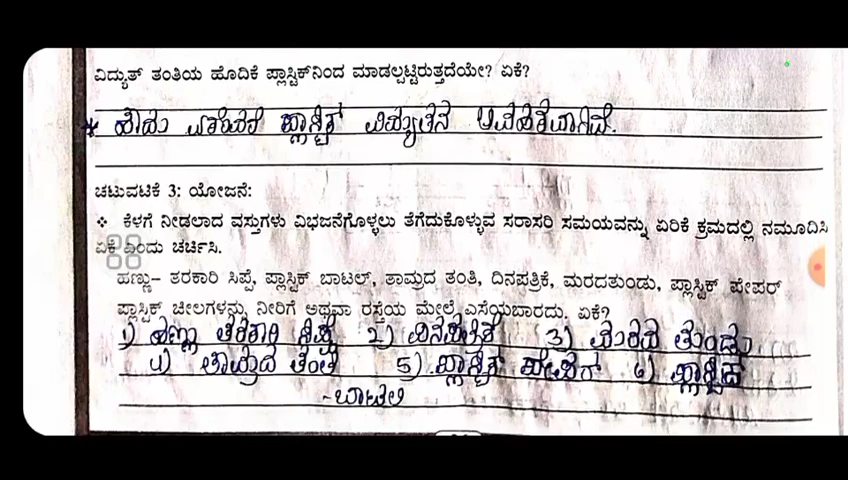 ವಿದ್ಯುತ್ ತಂತಿಯ ಹೊದಿಕೆ ಪ್ಲಾಸ್ಟಿಕ್‌ನಿಂದ ಮಾಡಲ್ಪಟ್ಟಿರುತ್ತದೆಯೇ? ಏಕೆ?
* ಹೌದು ಏಕೆಂದರೆ ಪ್ಲಾಸ್ಟಿಕ್ ವಿದ್ಯುತಿನ ಅವಾಹಕವಾಗಿದೆ.
ಚಟುವಟಿಕೆ 3: ಯೋಜನೆ:
❖ ಕೆಳಗೆ ನೀಡಲಾದ ವಸ್ತುಗಳು ವಿಭಜನೆಗೊಳ್ಳಲು ತೆಗೆದುಕೊಳ್ಳುವ ಸರಾಸರಿ ಸಮಯವನ್ನು ಏರಿಕೆ ಕ್ರಮದಲ್ಲಿ ನಮೂದಿಸಿ
ಏಕೆ ಎಂದು ಚರ್ಚಿಸಿ.
ಹಣ್ಣು– ತರಕಾರಿ ಸಿಪ್ಪೆ, ಪ್ಲಾಸ್ಟಿಕ್ ಬಾಟಲ್, ತಾಮ್ರದ ತಂತಿ, ದಿನಪತ್ರಿಕೆ, ಮರದತುಂಡು, ಪ್ಲಾಸ್ಟಿಕ್ ಪೇಪರ್
ಪ್ಲಾಸ್ಟಿಕ್ ಚೀಲಗಳನ್ನು ನೀರಿಗೆ ಅಥವಾ ರಸ್ತೆಯ ಮೇಲೆ ಎಸೆಯಬಾರದು. ಏಕೆ?
1) ಹಣ್ಣು ತರಕಾರಿ ಸಿಪ್ಪೆ 2) ದಿನಪತ್ರಿಕೆ 3) ಮರದ ತುಂಡು
4) ತಾಮ್ರದ ತಂತಿ 5) ಪ್ಲಾಸ್ಟಿಕ್ ಪೇಪರ್ 6) ಪ್ಲಾಸ್ಟಿಕ್
-ಬಾಟಲಿ